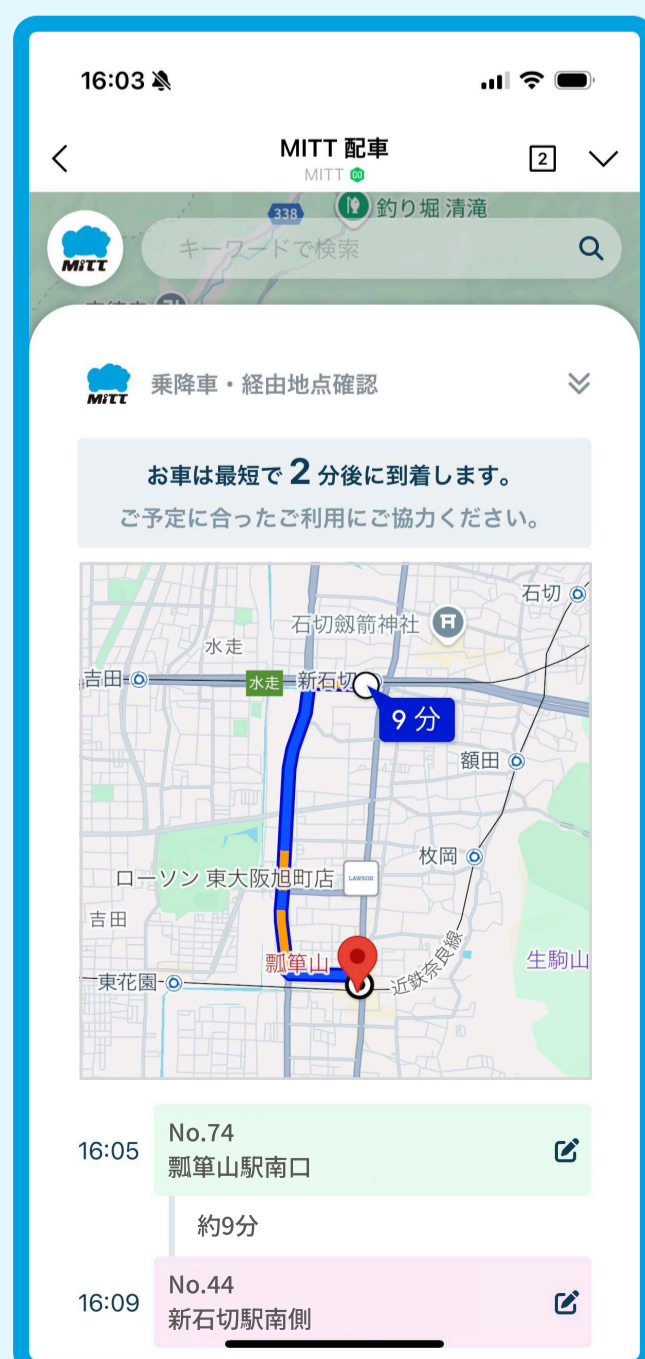 16:03
MITT 配車
2
MITT
338
釣り堀 清滝
MiTT
キーワードで検索
MiTT
乗降車・経由地点確認
お車は最短で 2 分後に到着します。
ご予定に合ったご利用にご協力ください。
石切
石切劔箭神社
水走
吉田
水走
新石切
9 分
額田
枚岡
ローソン 東大阪旭町店
LAWSON
吉田
瓢箪山
生駒山
東花園
近鉄奈良線
16:05
No.74
瓢箪山駅南口
約9分
16:09
No.44
新石切駅南側